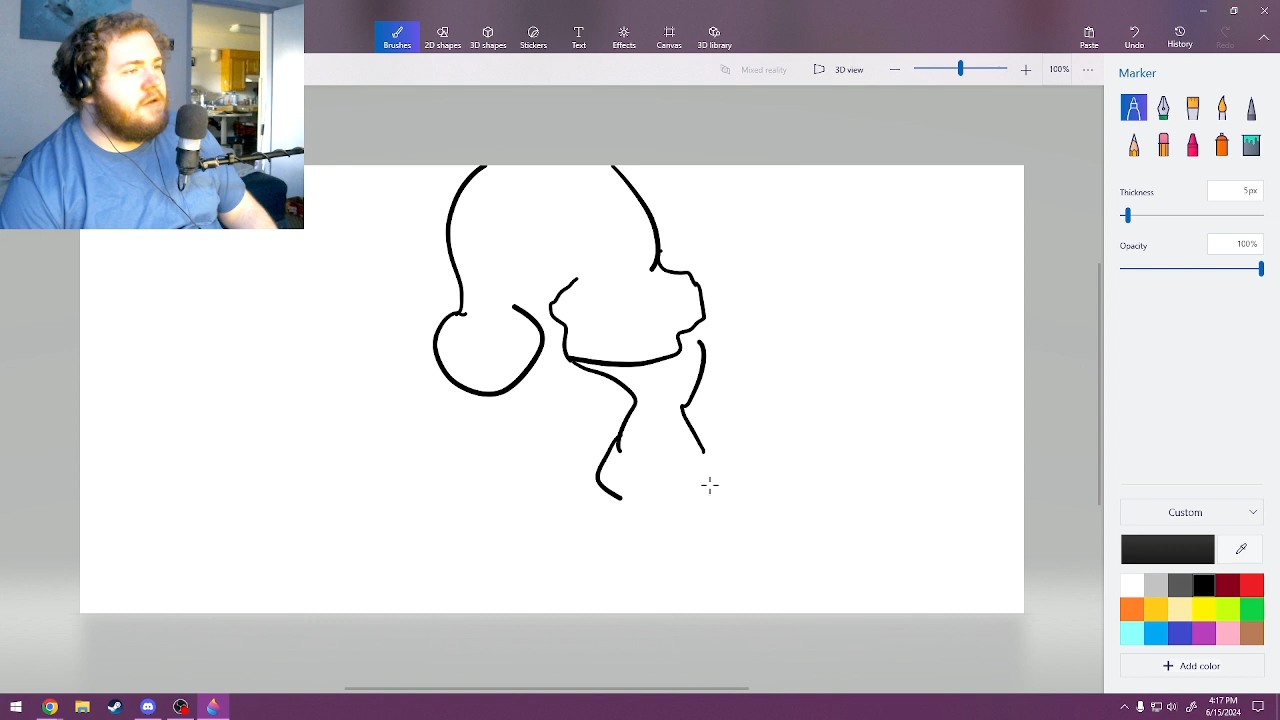 Brushes
2D shapes
3D shapes
Stickers
Text
Effects
Canvas
3D library
Paste
Undo
History
Redo
Mixed reality
3D view
100%
Marker
Thickness
5px
Opacity
100%
Custom
Add color
4:17 PM
6/15/2024